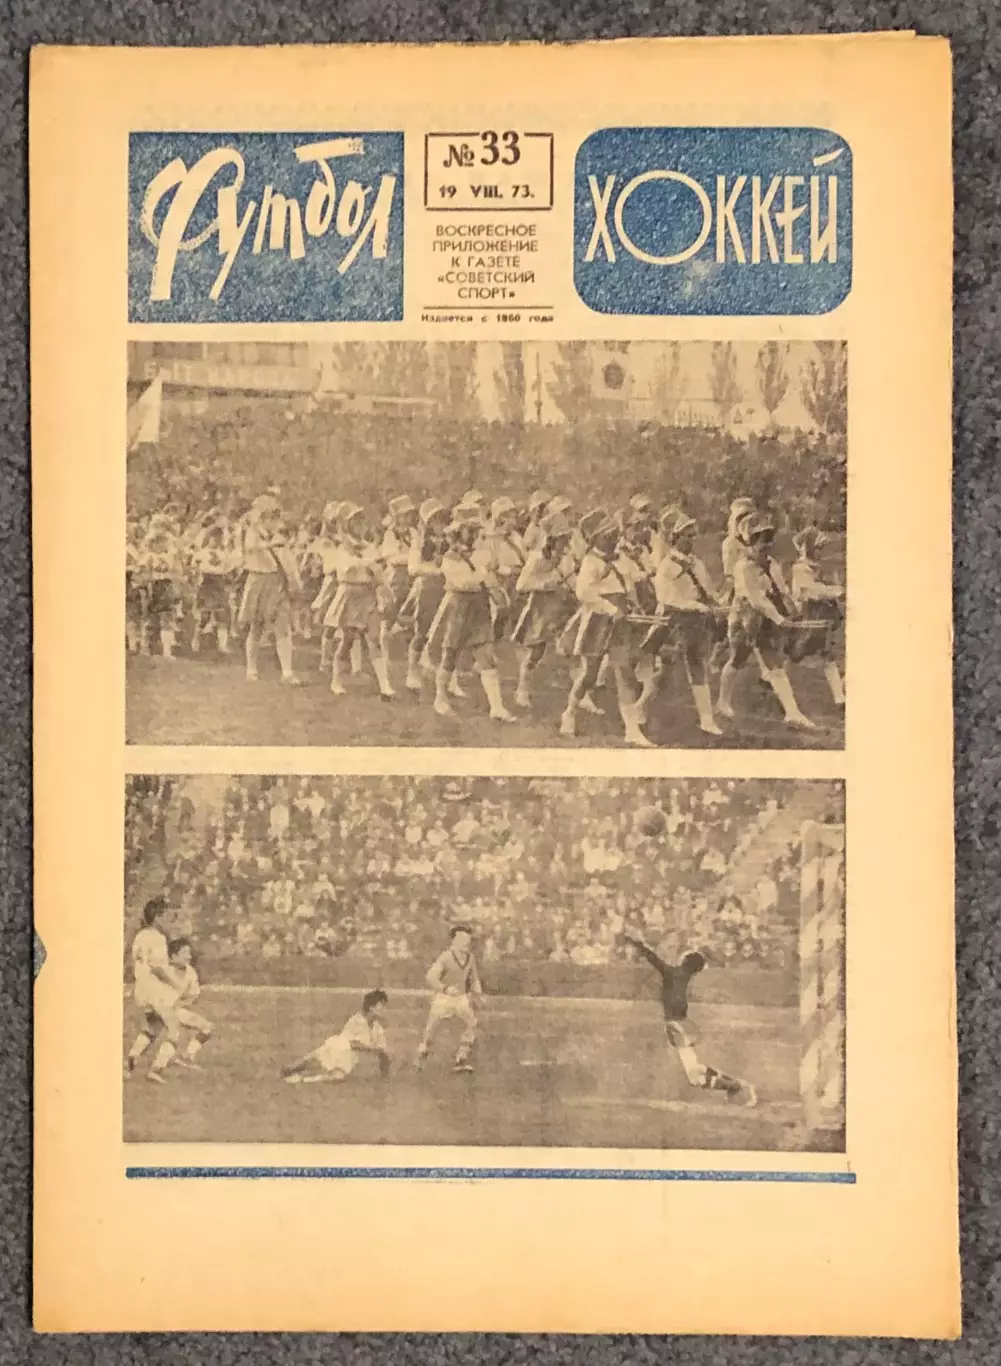 Футбол
№ 33
19 VIII. 73.
ВОСКРЕСНОЕ
ПРИЛОЖЕНИЕ
К ГАЗЕТЕ
«СОВЕТСКИЙ
СПОРТ»
Издается с 1960 года
ХОККЕЙ